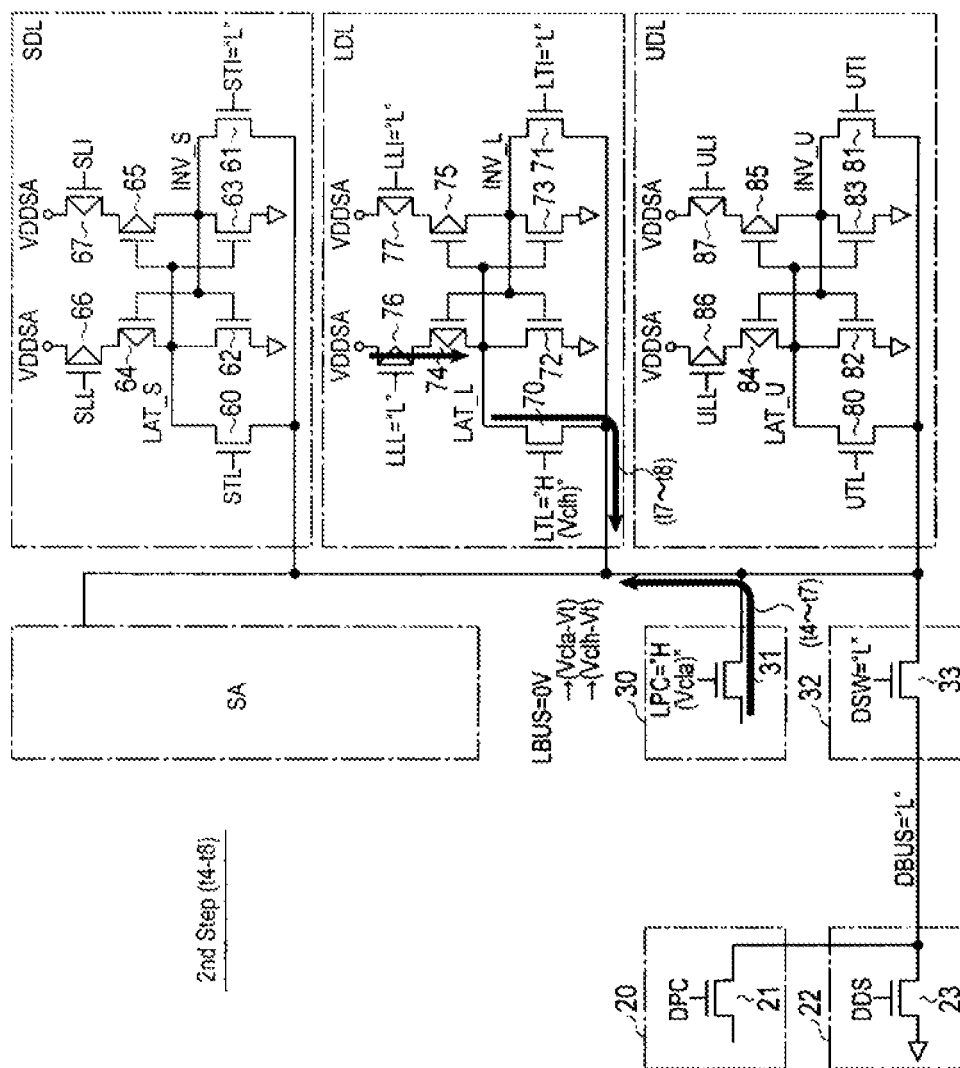 SDL
VDDSA
VDDSA
SLL
SLI
66
67
64
65
LAT_S
INV_S
STL
60
62
63
61
STI="L"
LDL
VDDSA
VDDSA
LLL="L"
LLI="L"
76
77
74
75
LAT_L
INV_L
LTL="H
(Vclh)"
70
72
73
71
LTI="L"
(t7~t8)
UDL
VDDSA
VDDSA
ULL
ULI
86
87
84
85
LAT_U
INV_U
UTL
80
82
83
81
UTI
SA
LBUS=0V
→(Vcla-Vt)
→(Vclh-Vt)
30
LPC="H
(Vcla)"
31
(t4~t7)
32
DSW="L"
33
DBUS="L"
2nd Step (t4-t8)
20
DPC
21
22
DDS
23